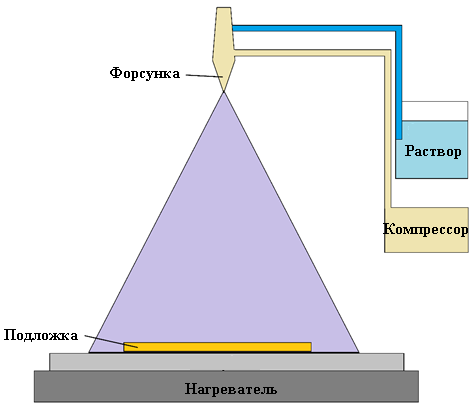 Форсунка
Раствор
Компрессор
Подложка
Нагреватель